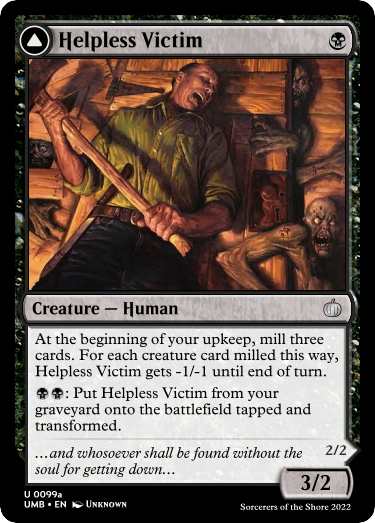 Helpless Victim
Creature — Human
At the beginning of your upkeep, mill three
cards. For each creature card milled this way,
Helpless Victim gets -1/-1 until end of turn.
: Put Helpless Victim from your
graveyard onto the battlefield tapped and
transformed.
…and whosoever shall be found without the
soul for getting down…
2/2
3/2
U 0099a
UMB • EN Unknown
Sorcerers of the Shore 2022